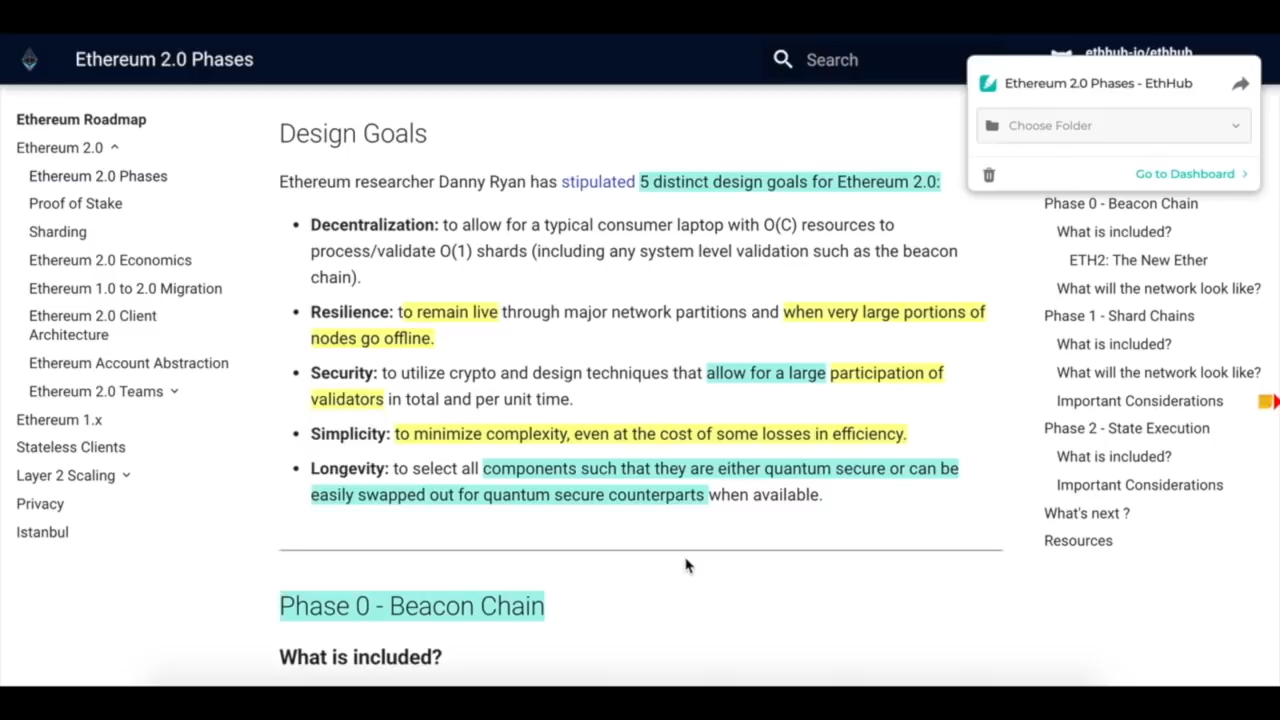 Ethereum 2.0 Phases
Search
ethhub-io/ethhub
Ethereum 2.0 Phases - EthHub
Choose Folder
Go to Dashboard
Ethereum Roadmap
Ethereum 2.0
Ethereum 2.0 Phases
Proof of Stake
Sharding
Ethereum 2.0 Economics
Ethereum 1.0 to 2.0 Migration
Ethereum 2.0 Client
Architecture
Ethereum Account Abstraction
Ethereum 2.0 Teams
Ethereum 1.x
Stateless Clients
Layer 2 Scaling
Privacy
Istanbul
Design Goals
Ethereum researcher Danny Ryan has stipulated 5 distinct design goals for Ethereum 2.0:
• Decentralization: to allow for a typical consumer laptop with O(C) resources to
process/validate O(1) shards (including any system level validation such as the beacon
chain).
• Resilience: to remain live through major network partitions and when very large portions of
nodes go offline.
• Security: to utilize crypto and design techniques that allow for a large participation of
validators in total and per unit time.
• Simplicity: to minimize complexity, even at the cost of some losses in efficiency.
• Longevity: to select all components such that they are either quantum secure or can be
easily swapped out for quantum secure counterparts when available.
Phase 0 - Beacon Chain
What is included?
Phase 0 - Beacon Chain
What is included?
ETH2: The New Ether
What will the network look like?
Phase 1 - Shard Chains
What is included?
What will the network look like?
Important Considerations
Phase 2 - State Execution
What is included?
Important Considerations
What's next ?
Resources